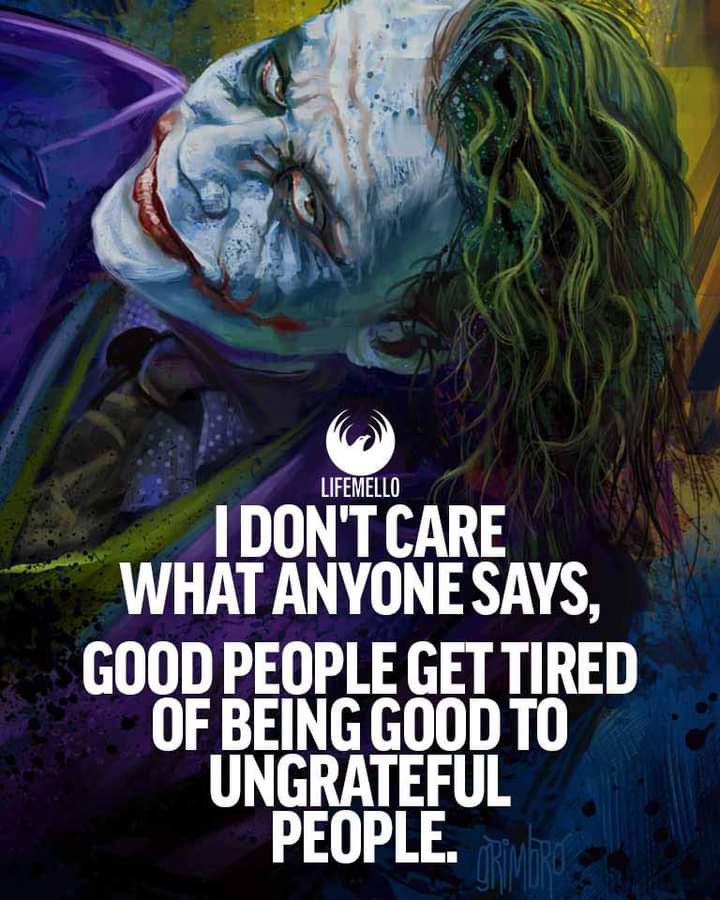 LIFEMELLO
I DON'T CARE
WHAT ANYONE SAYS,
GOOD PEOPLE GET TIRED
OF BEING GOOD TO
UNGRATEFUL
PEOPLE.
GRIMBRO